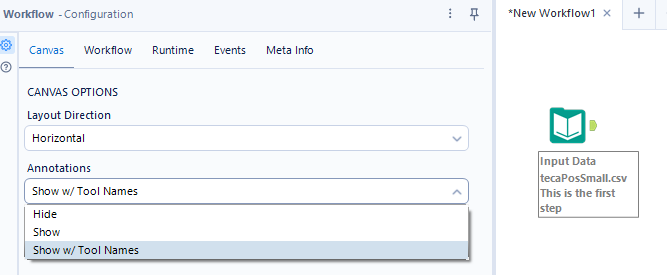 Workflow - Configuration
Canvas
Workflow
Runtime
Events
Meta Info
CANVAS OPTIONS
Layout Direction
Horizontal
Annotations
Show w/ Tool Names
Hide
Show
Show w/ Tool Names
*New Workflow1
Input Data
tecaPosSmall.csv
This is the first
step